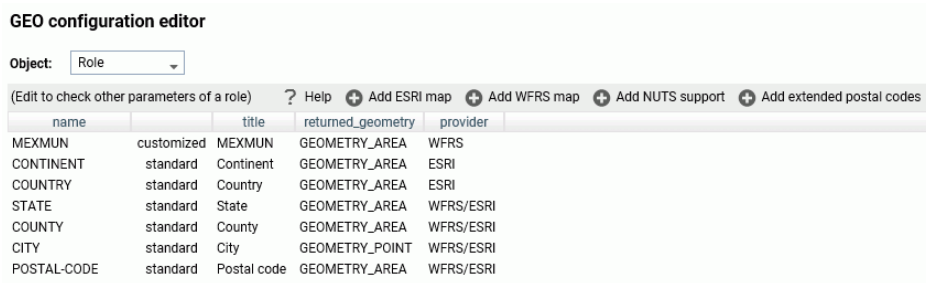 GEO configuration editor
Object: Role
(Edit to check other parameters of a role) ? Help Add ESRI map Add WFRS map Add NUTS support Add extended postal codes
name title returned_geometry provider
MEXMUN customized MEXMUN GEOMETRY_AREA WFRS
CONTINENT standard Continent GEOMETRY_AREA ESRI
COUNTRY standard Country GEOMETRY_AREA ESRI
STATE standard State GEOMETRY_AREA WFRS/ESRI
COUNTY standard County GEOMETRY_AREA WFRS/ESRI
CITY standard City GEOMETRY_POINT WFRS/ESRI
POSTAL-CODE standard Postal code GEOMETRY_AREA WFRS/ESRI